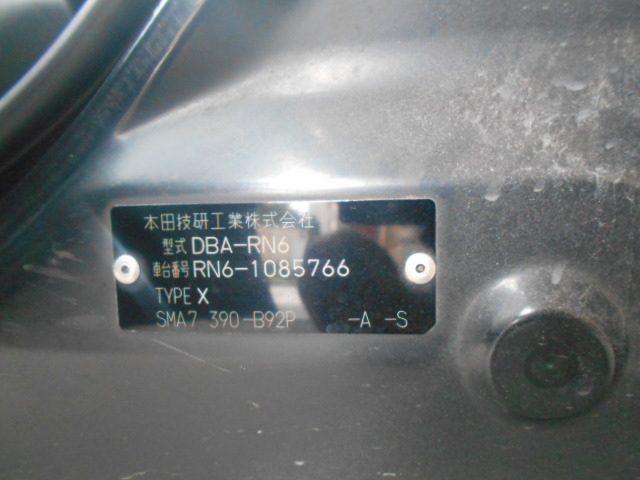 本田技研工業株式会社
型式 DBA-RN6
車台番号 RN6-1085766
TYPE X
SMA7 390-B92P -A -S